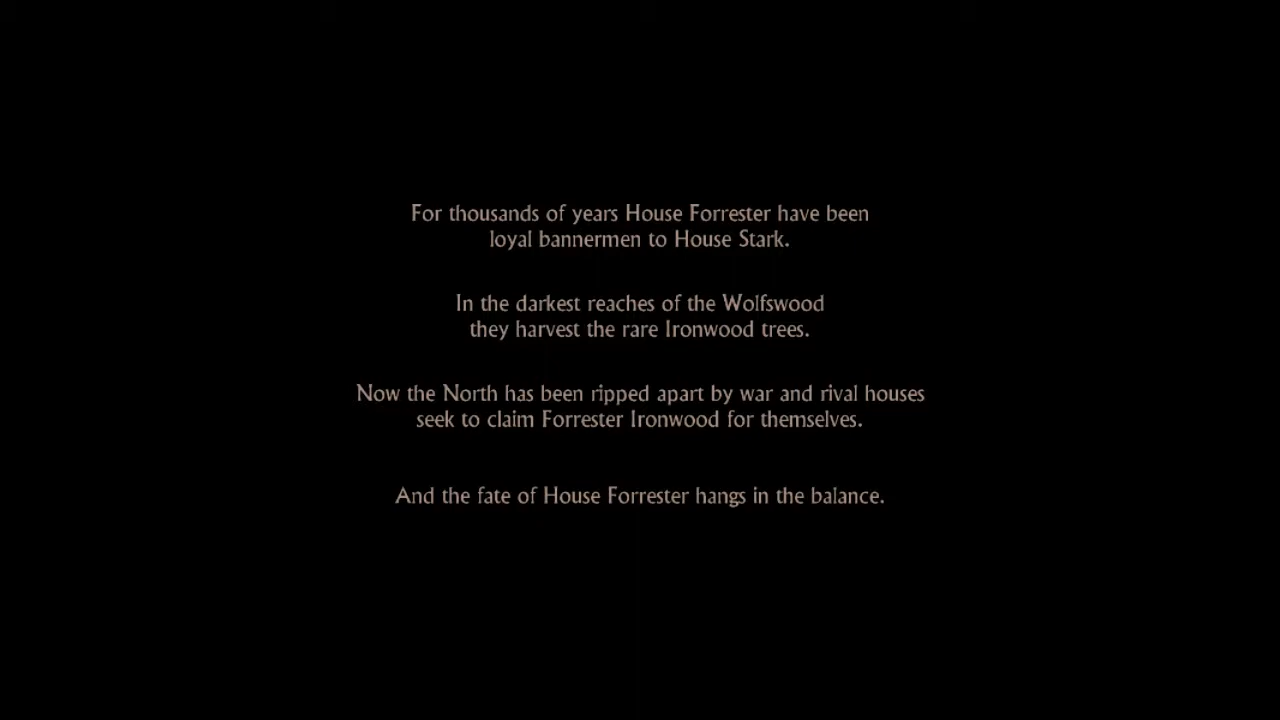 For thousands of years House Forrester have been
loyal bannermen to House Stark.
In the darkest reaches of the Wolfswood
they harvest the rare Ironwood trees.
Now the North has been ripped apart by war and rival houses
seek to claim Forrester Ironwood for themselves.
And the fate of House Forrester hangs in the balance.